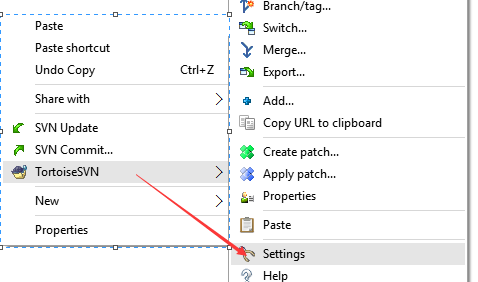 Paste
Paste shortcut
Undo Copy Ctrl+Z
Share with
SVN Update
SVN Commit...
TortoiseSVN
New
Properties
Branch/tag...
Switch...
Merge...
Export...
Add...
Copy URL to clipboard
Create patch...
Apply patch...
Properties
Paste
Settings
Help